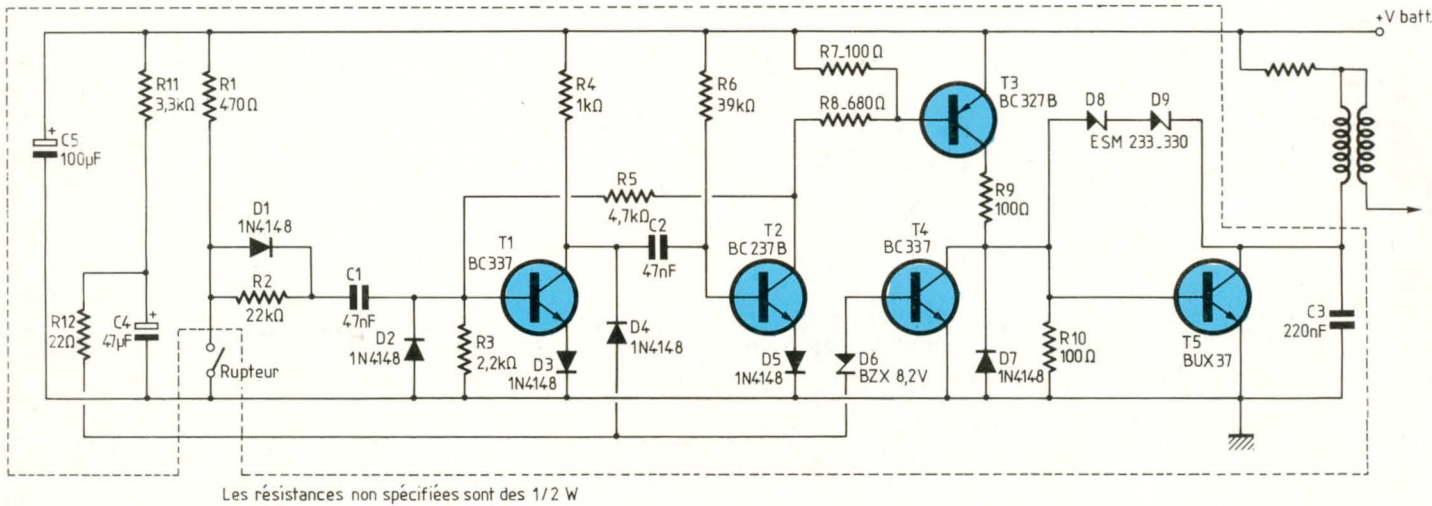 +V batt.
R11
3,3kΩ
R1
470Ω
R4
1kΩ
R6
39kΩ
R7_100Ω
R8_680Ω
T3
BC327B
D8
D9
ESM 233_330
+
C5
100µF
D1
1N4148
R5
4,7kΩ
C2
47nF
R9
100Ω
T1
BC337
T2
BC237B
T4
BC337
R2
22kΩ
C1
47nF
R12
22Ω
+
C4
47µF
Rupteur
D2
1N4148
R3
2,2kΩ
D3
1N4148
D4
1N4148
D5
1N4148
D6
BZX 8,2V
D7
1N4148
R10
100Ω
T5
BUX37
C3
220nF
Les résistances non spécifiées sont des 1/2 W